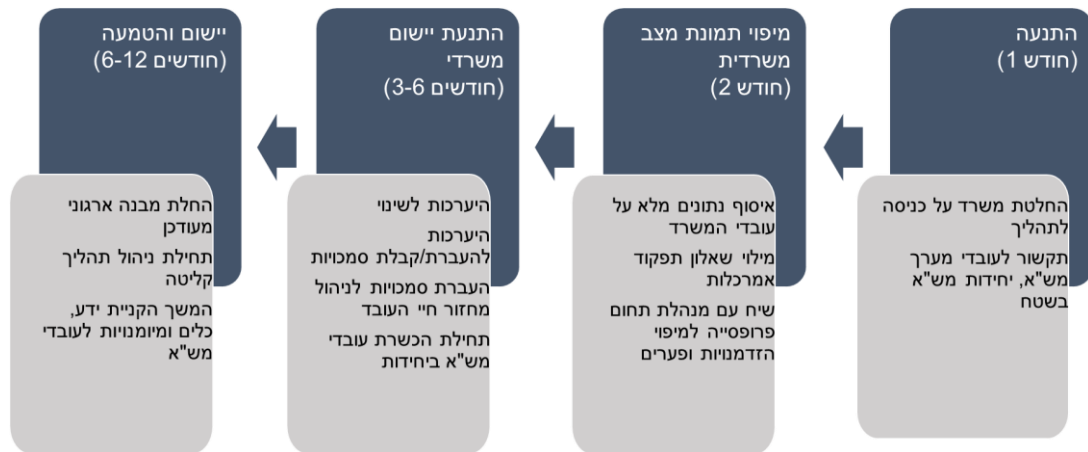 התנעה
(חודש 1)
החלטת משרד על כניסה
לתהליך
תקשור לעובדי מערך
מש"א, יחידות מש"א
בשטח
מיפוי תמונת מצב
משרדית
(חודש 2)
איסוף נתונים מלא על
עובדי המשרד
מילוי שאלון תפקוד
אמרכלות
שיח עם מנהלת תחום
פרופסייה למיפוי
הזדמנויות ופערים
התנעת יישום
משרדי
(חודשים 3-6)
היערכות לשינוי
היערכות
להעברת/קבלת סמכויות
העברת סמכויות לניהול
מחזור חיי העובד
תחילת הכשרת עובדי
מש"א ביחידות
יישום והטמעה
(חודשים 6-12)
החלת מבנה ארגוני
מעודכן
תחילת ניהול תהליך
קליטה
המשך הקניית ידע,
כלים ומיומנויות לעובדי
מש"א